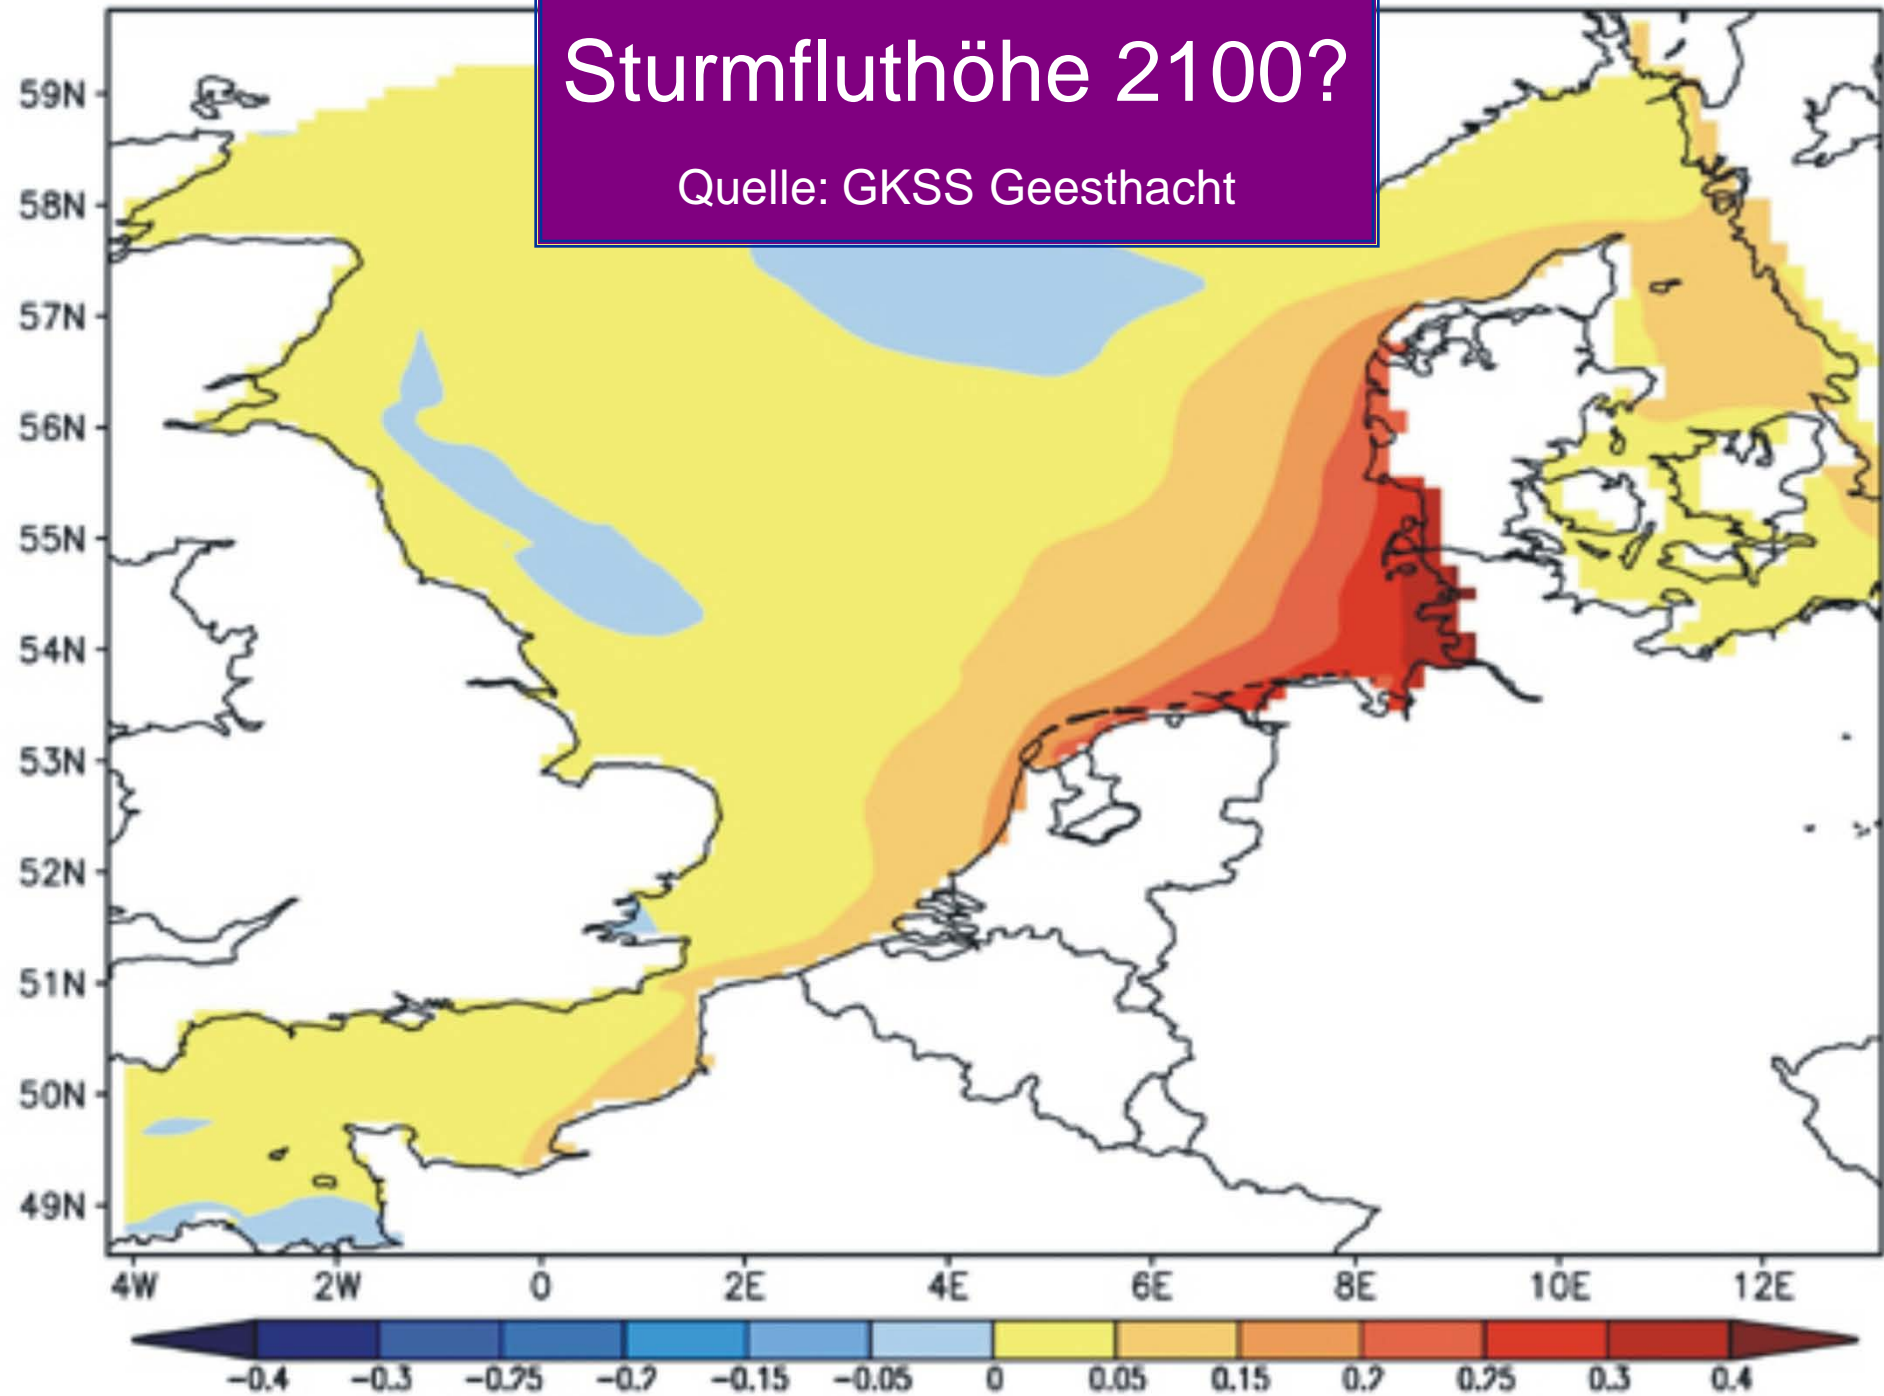 Sturmfluthöhe 2100?
Quelle: GKSS Geesthacht
59N
58N
57N
56N
55N
54N
53N
52N
51N
50N
49N
4W 2W 0 2E 4E 6E 8E 10E 12E
-0.4 -0.3 -0.25 -0.2 -0.15 -0.05 0 0.05 0.15 0.2 0.25 0.3 0.4